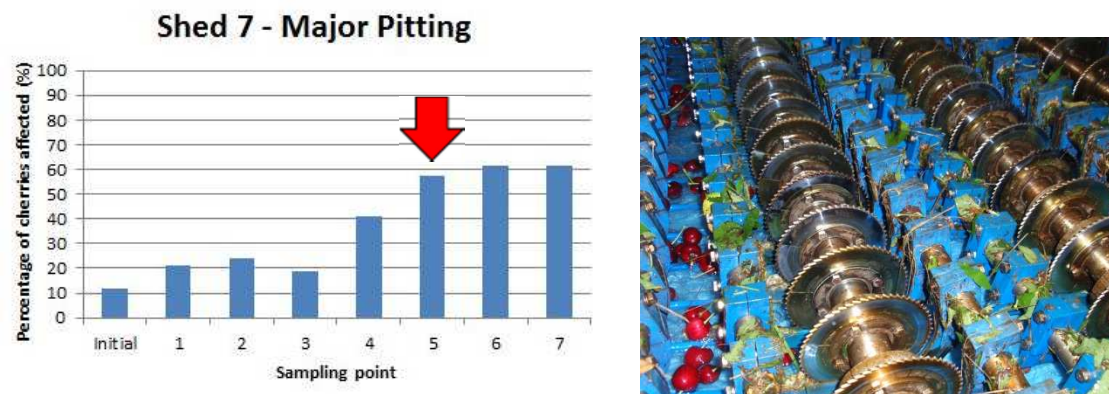 Shed 7 - Major Pitting
Percentage of cherries affected (%)
100
90
80
70
60
50
40
30
20
10
0
Initial 1 2 3 4 5 6 7
Sampling point